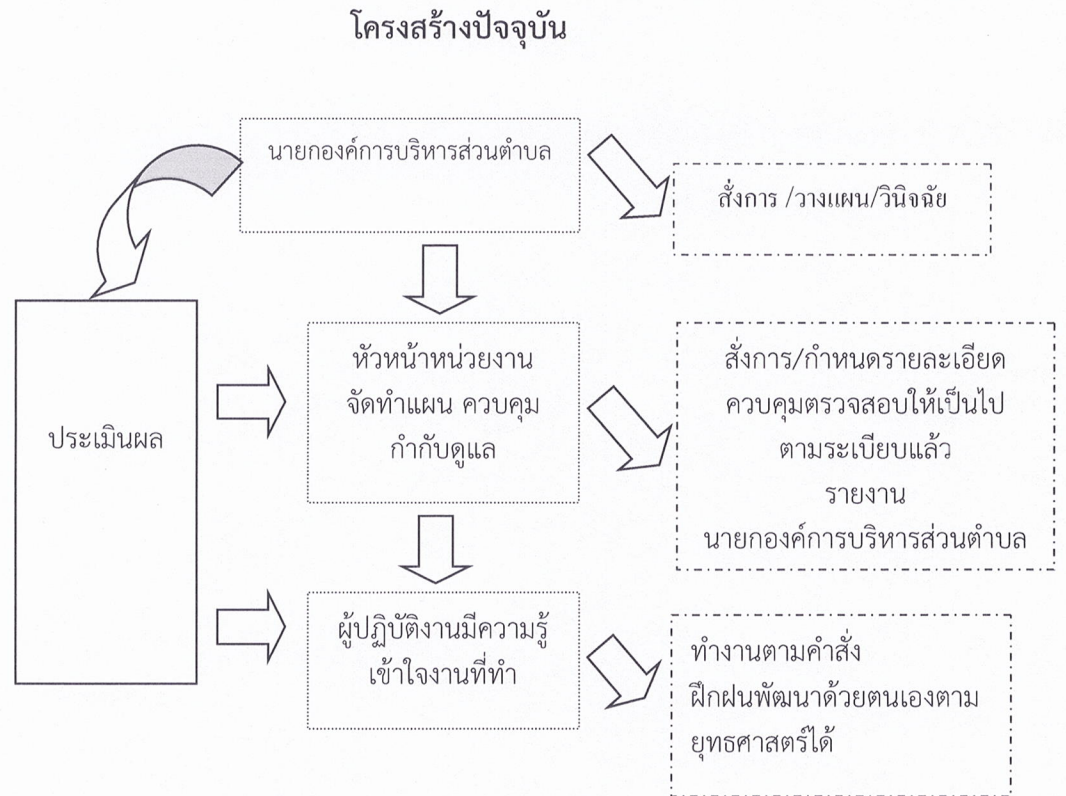 โครงสร้างปัจจุบัน
นายกองค์การบริหารส่วนตำบล
สั่งการ /วางแผน/วินิจฉัย
ประเมินผล
หัวหน้าหน่วยงาน
จัดทำแผน ควบคุม
กำกับดูแล
สั่งการ/กำหนดรายละเอียด
ควบคุมตรวจสอบให้เป็นไป
ตามระเบียบแล้ว
รายงาน
นายกองค์การบริหารส่วนตำบล
ผู้ปฏิบัติงานมีความรู้
เข้าใจงานที่ทำ
ทำงานตามคำสั่ง
ฝึกฝนพัฒนาด้วยตนเองตาม
ยุทธศาสตร์ได้